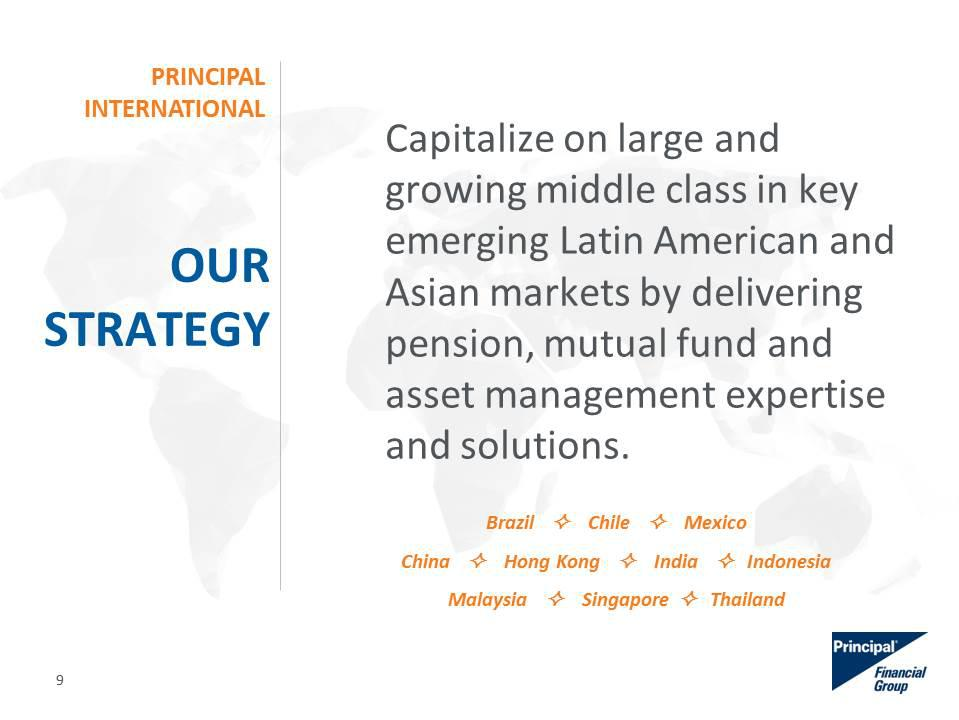 PRINCIPAL
INTERNATIONAL
OUR
STRATEGY
Capitalize on large and
growing middle class in key
emerging Latin American and
Asian markets by delivering
pension, mutual fund and
asset management expertise
and solutions.
Brazil ✧ Chile ✧ Mexico
China ✧ Hong Kong ✧ India ✧ Indonesia
Malaysia ✧ Singapore ✧ Thailand
Principal®
Financial
Group
9